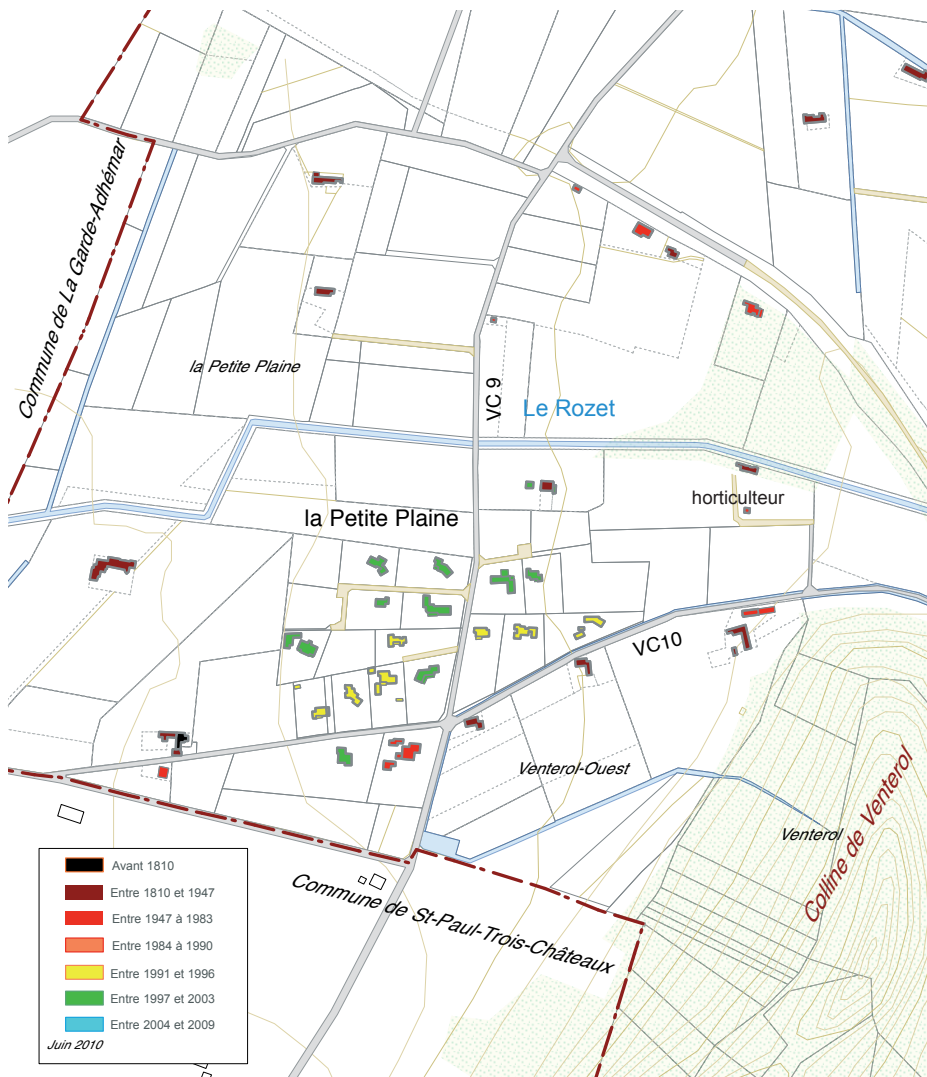 Commune de La Garde-Adhémar
la Petite Plaine
VC 9
Le Rozet
horticulteur
la Petite Plaine
VC10
Venterol-Ouest
Venterol
Colline de Venterol
Commune de St-Paul-Trois-Châteaux
Avant 1810
Entre 1810 et 1947
Entre 1947 à 1983
Entre 1984 à 1990
Entre 1991 et 1996
Entre 1997 et 2003
Entre 2004 et 2009
Juin 2010